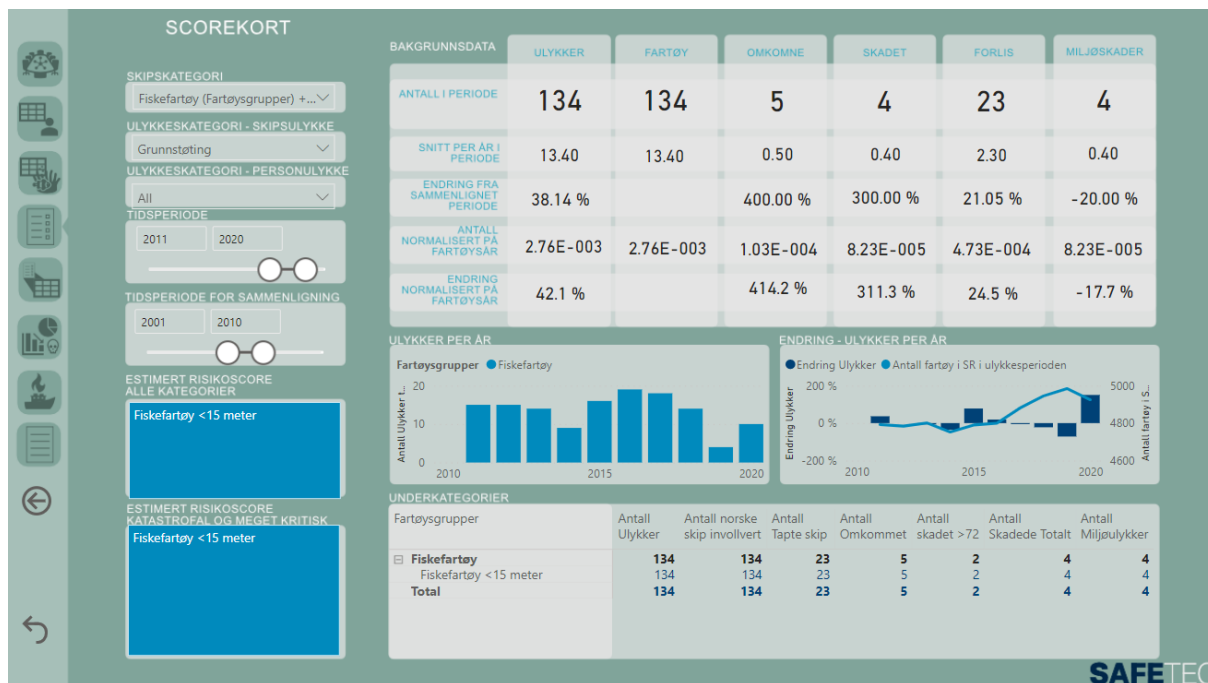 SCOREKORT
SKIPSKATEGORI
Fiskefartøy (Fartøysgrupper) +...
ULYKKESKATEGORI - SKIPSULYKKE
Grunnstøting
ULYKKESKATEGORI - PERSONULYKKE
All
TIDSPERIODE
2011 2020
TIDSPERIODE FOR SAMMENLIGNING
2001 2010
ESTIMERT RISIKOSCORE
ALLE KATEGORIER
Fiskefartøy <15 meter
ESTIMERT RISIKOSCORE
KATASTROFAL OG MEGET KRITISK
Fiskefartøy <15 meter
BAKGRUNNSDATA ULYKKER FARTØY OMKOMNE SKADET FORLIS MILJØSKADER
ANTALL I PERIODE 134 134 5 4 23 4
SNITT PER ÅR I
PERIODE 13.40 13.40 0.50 0.40 2.30 0.40
ENDRING FRA
SAMMENLIGNET
PERIODE 38.14 % 400.00 % 300.00 % 21.05 % -20.00 %
ANTALL
NORMALISERT PÅ
FARTØYSÅR 2.76E-003 2.76E-003 1.03E-004 8.23E-005 4.73E-004 8.23E-005
ENDRING
NORMALISERT PÅ
FARTØYSÅR 42.1 % 414.2 % 311.3 % 24.5 % -17.7 %
ULYKKER PER ÅR
Fartøysgrupper Fiskefartøy
Antall Ulykker t...
20
10
0
2010 2015 2020
ENDRING - ULYKKER PER ÅR
Endring Ulykker Antall fartøy i SR i ulykkesperioden
Endring Ulykker
200 % 5000
0 % 4800
-200 % 4600
Antall fartøy i S...
2010 2015 2020
UNDERKATEGORIER
Fartøysgrupper Antall Antall norske Antall Antall Antall Antall Antall
Ulykker skip invollvert Tapte skip Omkommet skadet >72 Skadede Totalt Miljøulykker
Fiskefartøy 134 134 23 5 2 4 4
Fiskefartøy <15 meter 134 134 23 5 2 4 4
Total 134 134 23 5 2 4 4
SAFETEC